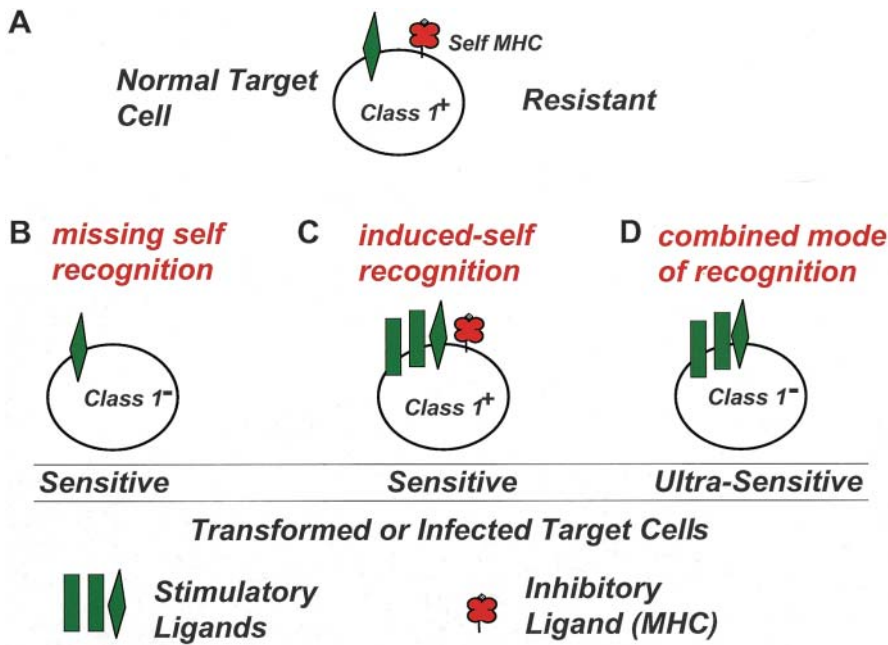 A
Normal Target
Cell
Self MHC
Class 1+
Resistant
B missing self
recognition
C induced-self
recognition
D combined mode
of recognition
Class 1-
Class 1+
Class 1-
Sensitive
Sensitive
Ultra-Sensitive
Transformed or Infected Target Cells
Stimulatory
Ligands
Inhibitory
Ligand (MHC)